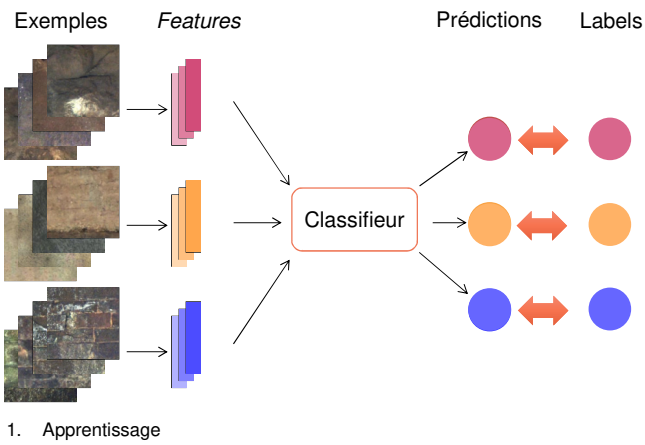 Exemples
Features
Prédictions
Labels
Classifieur
1. Apprentissage